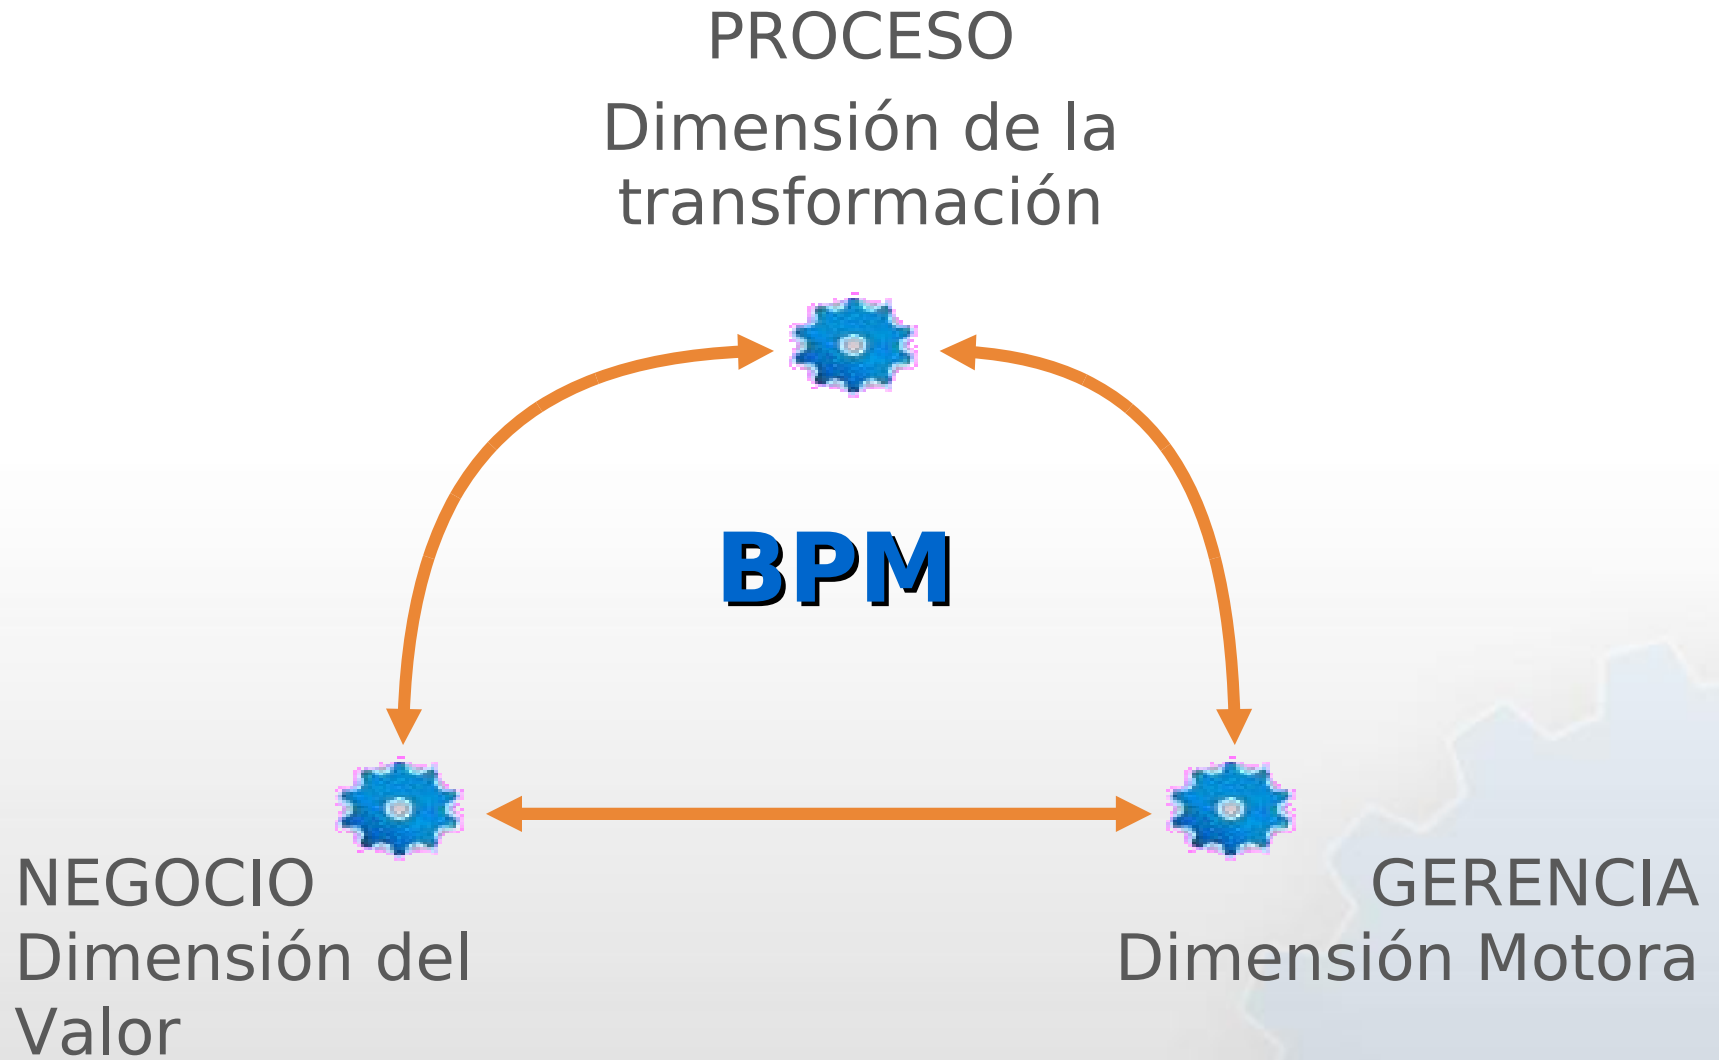 PROCESO
Dimensión de la
transformación
BPM
NEGOCIO
Dimensión del
Valor
GERENCIA
Dimensión Motora